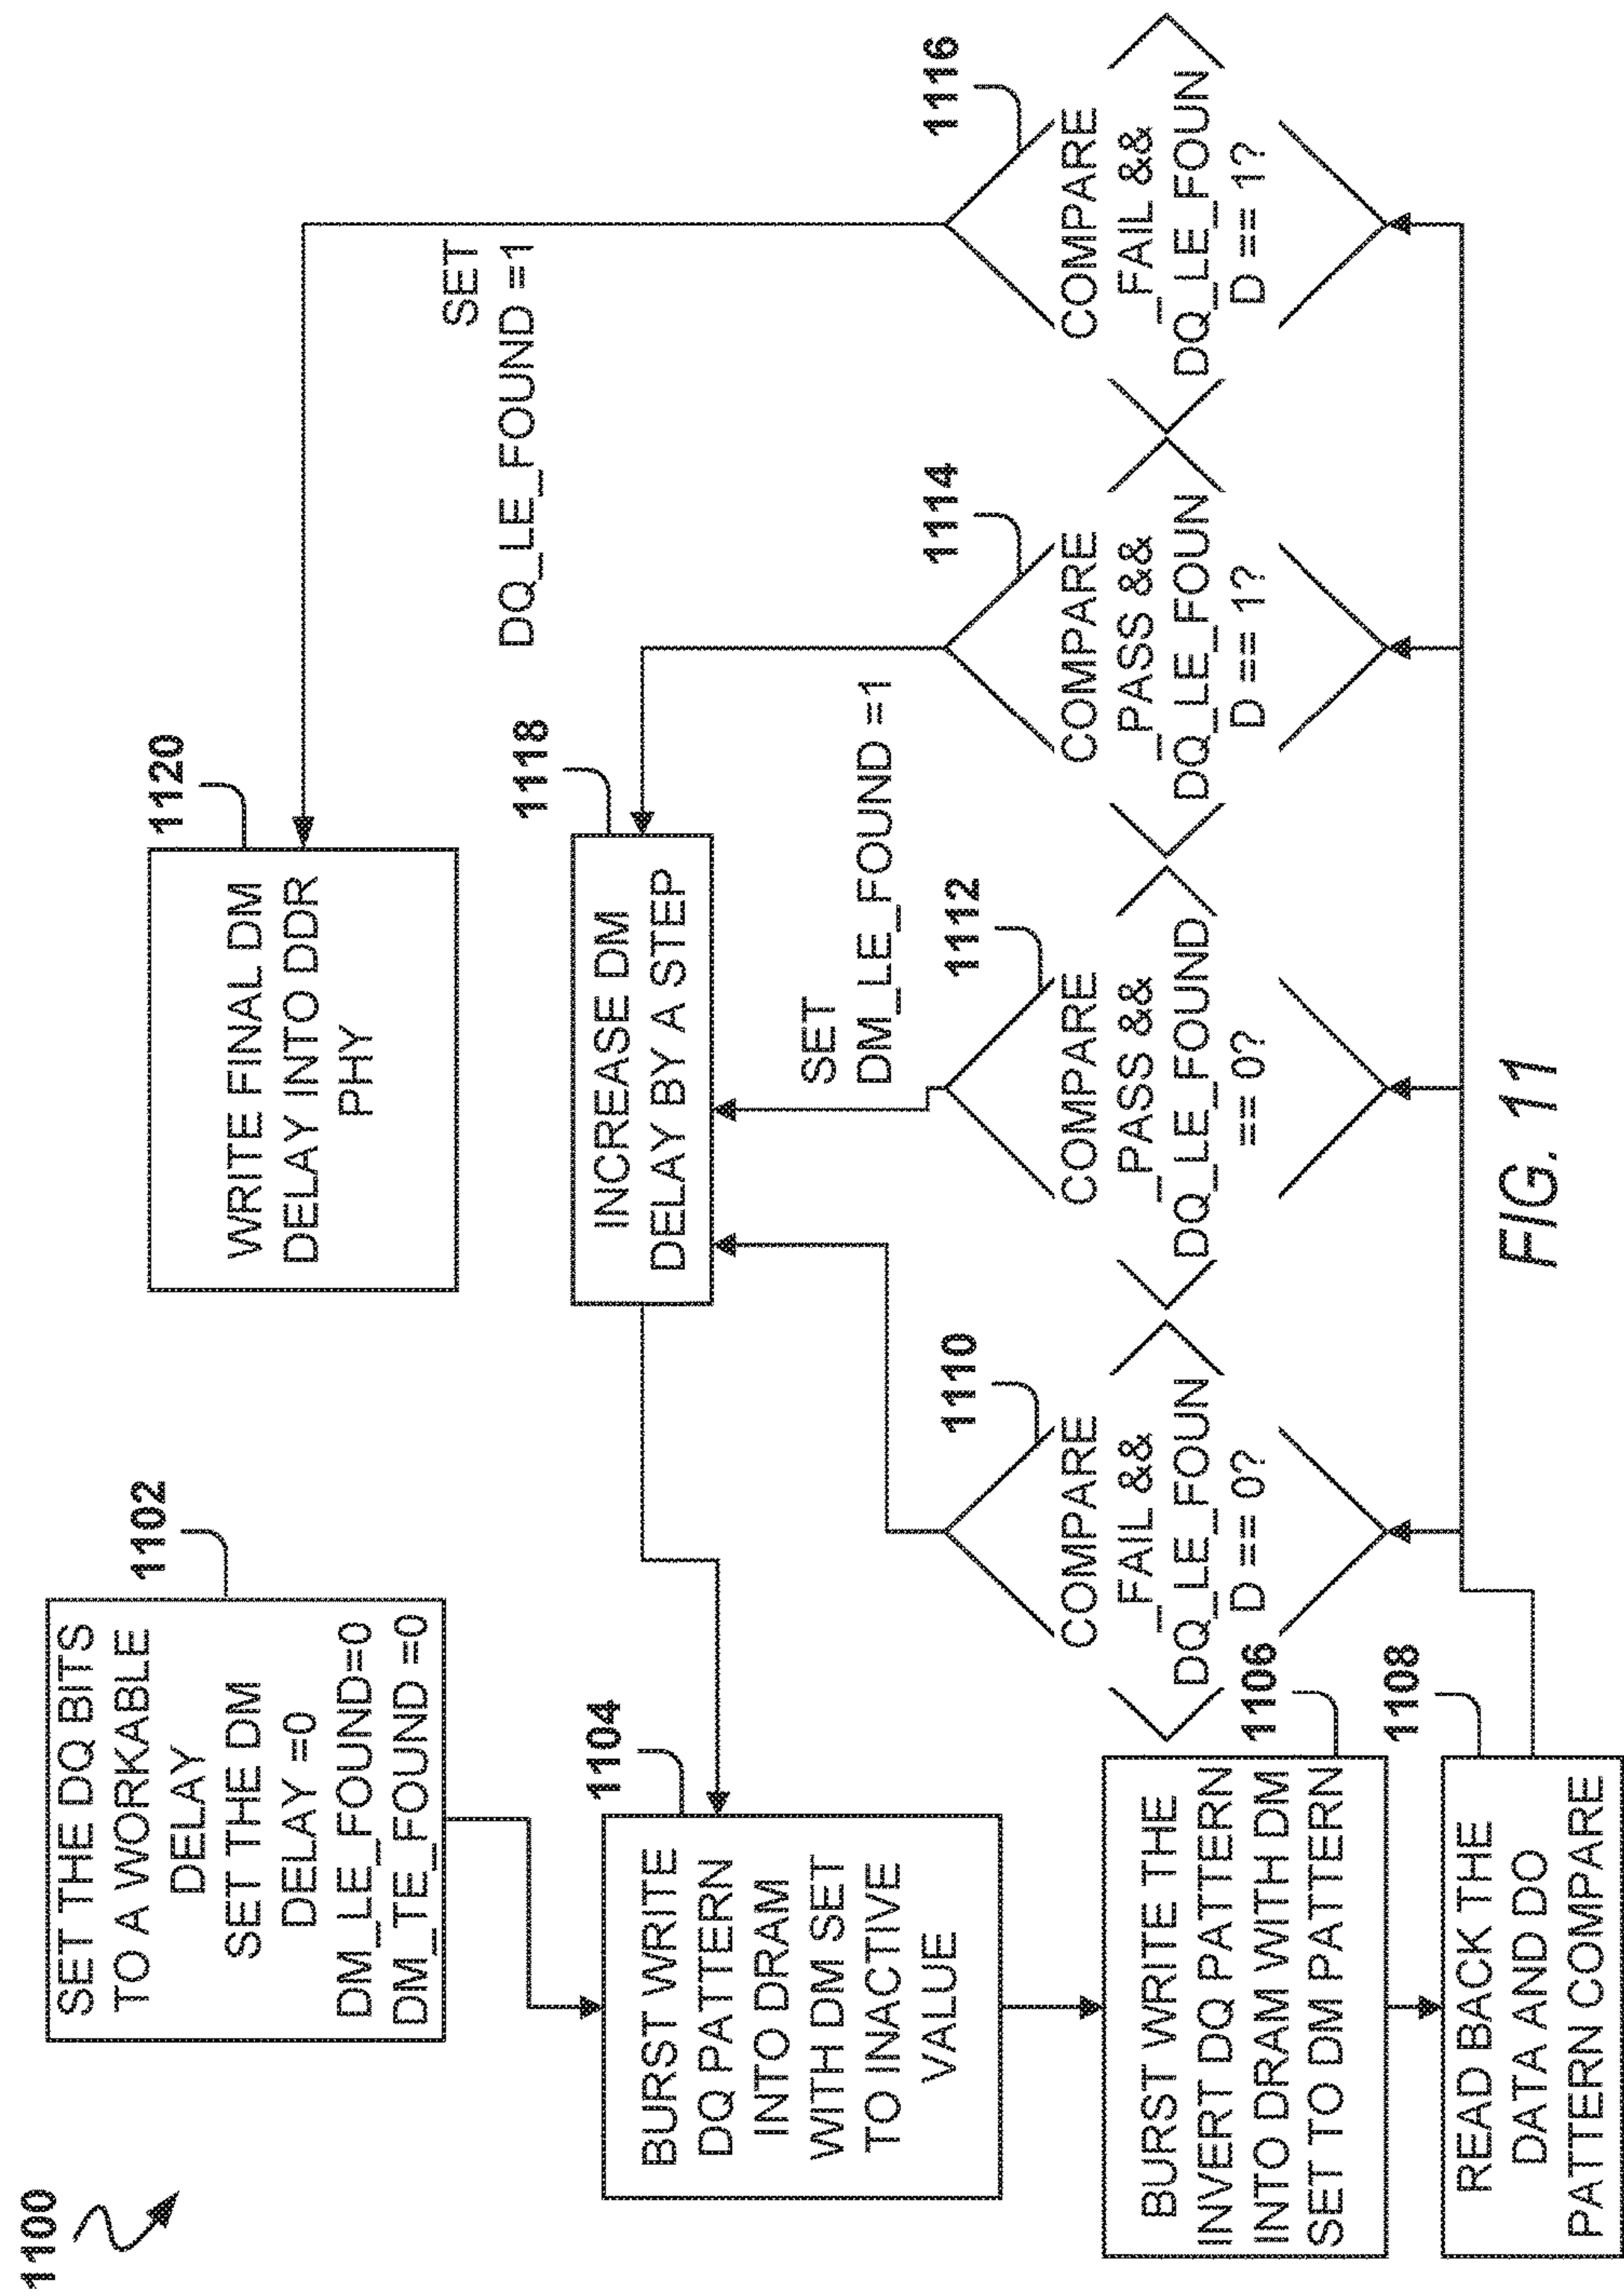 1100
1102
SET THE DQ BITS
TO A WORKABLE
DELAY
SET THE DM
DELAY =0
DM_LE_FOUND=0
DM_TE_FOUND =0
1104
BURST WRITE
DQ PATTERN
INTO DRAM
WITH DM SET
TO INACTIVE
VALUE
1106
BURST WRITE THE
INVERT DQ PATTERN
INTO DRAM WITH DM
SET TO DM PATTERN
1108
READ BACK THE
DATA AND DO
PATTERN COMPARE
1110
COMPARE
_FAIL &&
DQ_LE_FOUN
D == 0?
1112
COMPARE
_PASS &&
DQ_LE_FOUND
== 0?
SET
DM_LE_FOUND =1
1114
COMPARE
_PASS &&
DQ_LE_FOUN
D == 1?
1116
COMPARE
_FAIL &&
DQ_LE_FOUN
D == 1?
SET
DQ_LE_FOUND =1
1118
INCREASE DM
DELAY BY A STEP
1120
WRITE FINAL DM
DELAY INTO DDR
PHY
FIG. 11